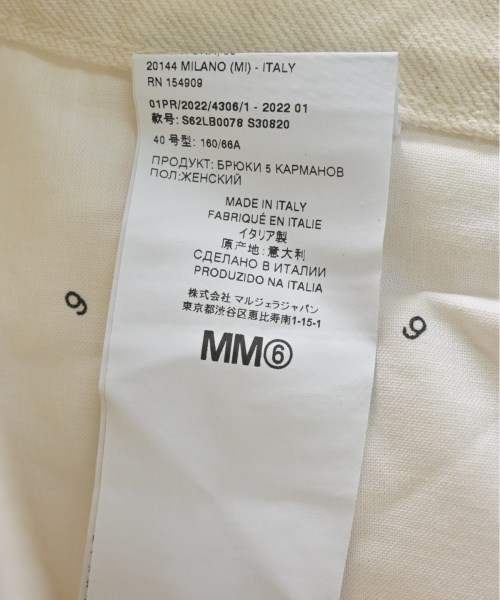 20144 MILANO (MI) - ITALY
RN 154909
01PR/2022/4306/1 - 2022 01
款号: S62LB0078 S30820
40 号型: 160/66A
ПРОДУКТ: БРЮКИ 5 КАРМАНОВ
ПОЛ:ЖЕНСКИЙ
MADE IN ITALY
FABRIQUÉ EN ITALIE
イタリア製
原产地: 意大利
СДЕЛАНО В ИТАЛИИ
PRODUZIDO NA ITALIA
株式会社 マルジェラジャパン
東京都渋谷区恵比寿南1-15-1
MM⑥
6
6